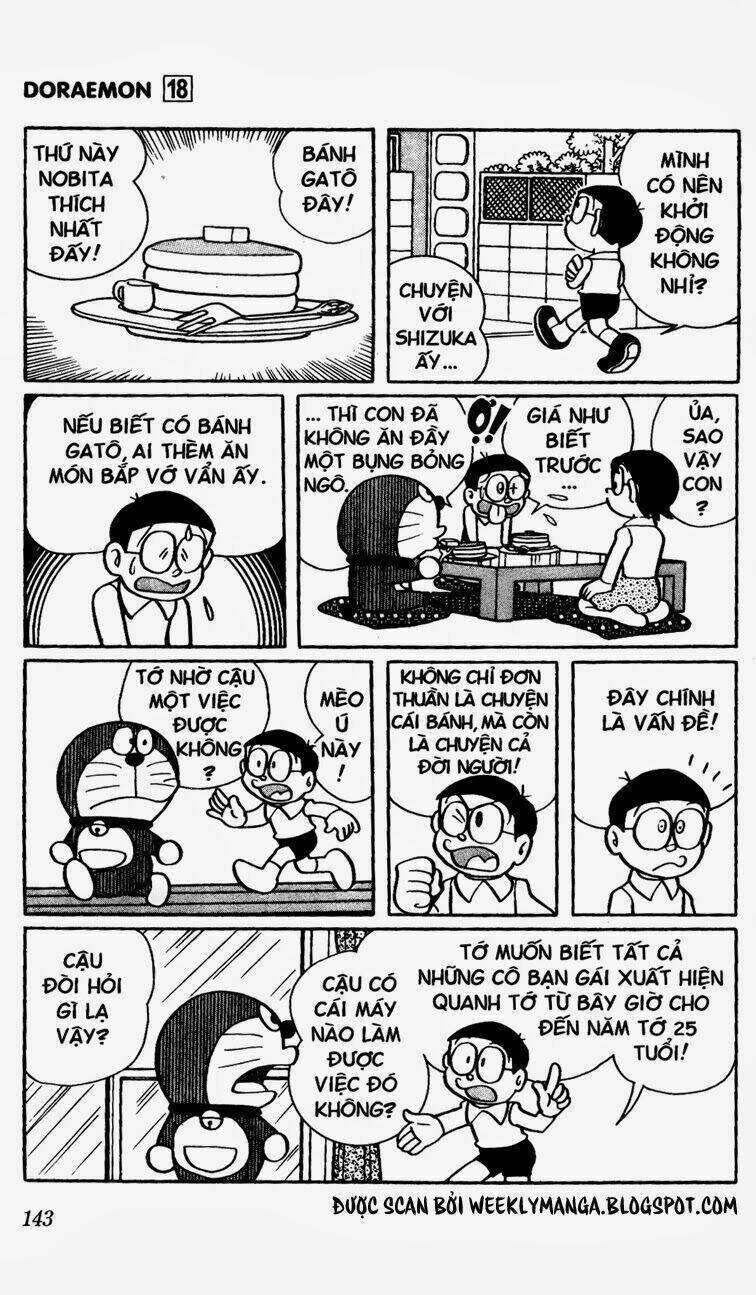 DORAEMON 18
MÌNH
CÓ NÊN
KHỞI
ĐỘNG
KHÔNG
NHỈ?
CHUYỆN
VỚI
SHIZUKA
ẤY...
BÁNH
GATÔ
ĐÂY!
THỨ NÀY
NOBITA
THÍCH
NHẤT
ĐẤY!
ỦA,
SAO
VẬY
CON
?
GIÁ NHƯ
BIẾT
TRƯỚC
...
Ợ!
... THÌ CON ĐÃ
KHÔNG ĂN ĐẦY
MỘT BỤNG BỎNG
NGÔ.
NẾU BIẾT CÓ BÁNH
GATÔ, AI THÈM ĂN
MÓN BẮP VỚ VẨN ẤY.
ĐÂY CHÍNH
LÀ VẤN ĐỀ!
KHÔNG CHỈ ĐƠN
THUẦN LÀ CHUYỆN
CÁI BÁNH, MÀ CÒN
LÀ CHUYỆN CẢ
ĐỜI NGƯỜI!
MÈO
Ú
NÀY
!
TỚ NHỜ CẬU
MỘT VIỆC
ĐƯỢC
KHÔNG
?
TỚ MUỐN BIẾT TẤT CẢ
NHỮNG CÔ BẠN GÁI XUẤT HIỆN
QUANH TỚ TỪ BÂY GIỜ CHO
ĐẾN NĂM TỚ 25
TUỔI!
CẬU CÓ
CÁI MÁY
NÀO LÀM
ĐƯỢC
VIỆC ĐÓ
KHÔNG?
CẬU
ĐÒI HỎI
GÌ LẠ
VẬY?
ĐƯỢC SCAN BỞI WEEKLYMANGA.BLOGSPOT.COM
143